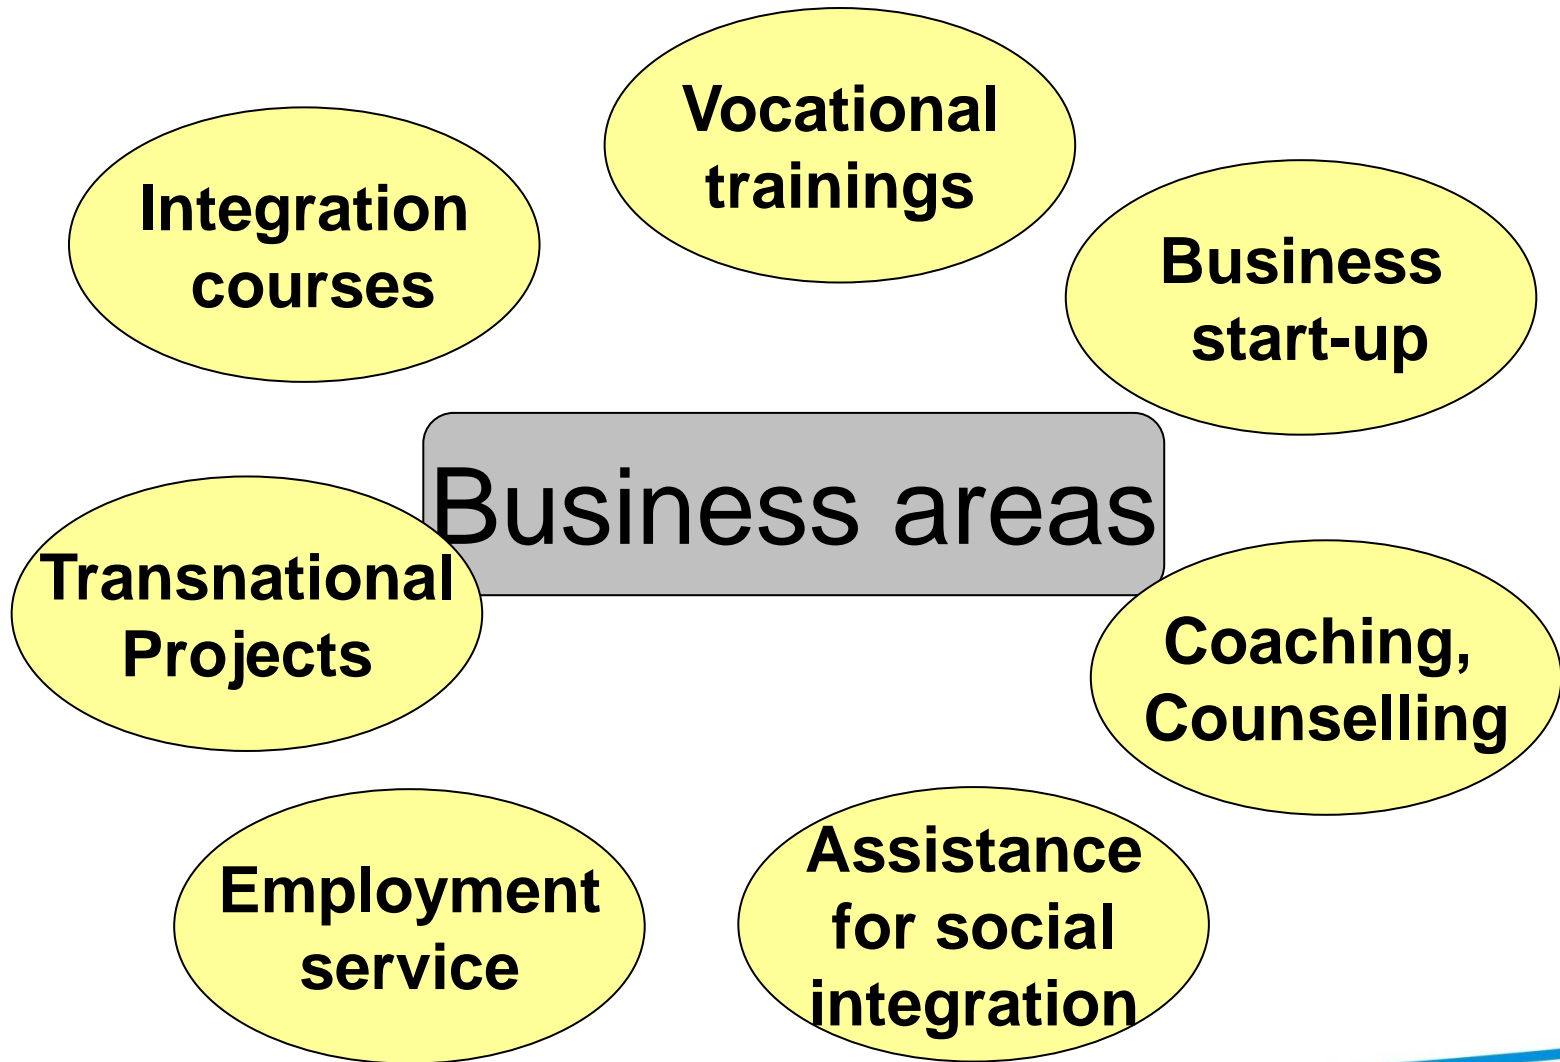 Vocational
trainings
Integration
courses
Business
start-up
Business areas
Transnational
Projects
Coaching,
Counselling
Employment
service
Assistance
for social
integration